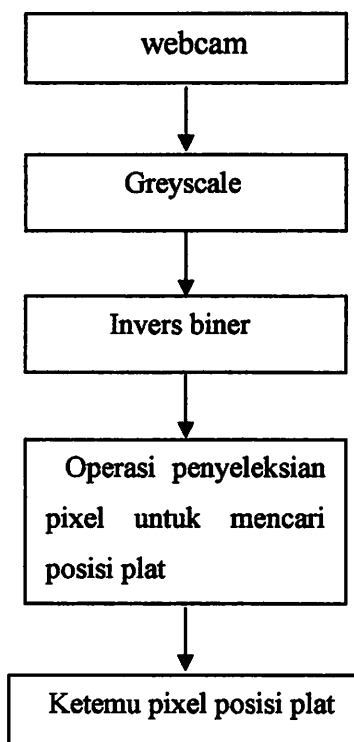 webcam
Greyscale
Invers biner
Operasi penyeleksian
pixel untuk mencari
posisi plat
Ketemu pixel posisi plat